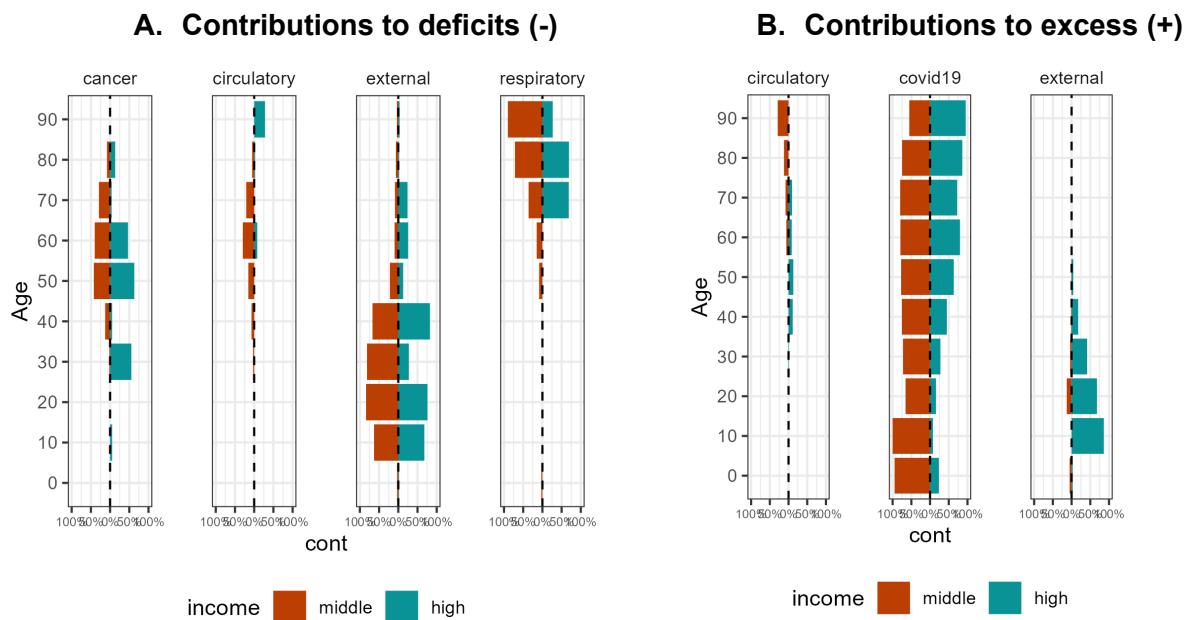 A. Contributions to deficits (-)
cancer circulatory external respiratory
Age
90
80
70
60
50
40
30
20
10
0
100% 50% 0% 50% 100% 100% 50% 0% 50% 100% 100% 50% 0% 50% 100% 100% 50% 0% 50% 100%
cont
income middle high
B. Contributions to excess (+)
circulatory covid19 external
Age
90
80
70
60
50
40
30
20
10
0
100% 50% 0% 50% 100% 100% 50% 0% 50% 100% 100% 50% 0% 50% 100%
cont
income middle high